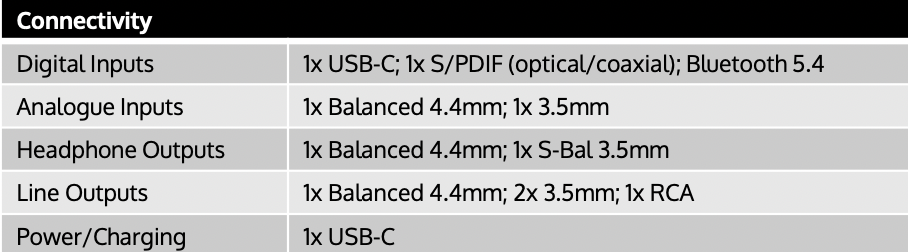 Connectivity
Digital Inputs 1x USB-C; 1x S/PDIF (optical/coaxial); Bluetooth 5.4
Analogue Inputs 1x Balanced 4.4mm; 1x 3.5mm
Headphone Outputs 1x Balanced 4.4mm; 1x S-Bal 3.5mm
Line Outputs 1x Balanced 4.4mm; 2x 3.5mm; 1x RCA
Power/Charging 1x USB-C